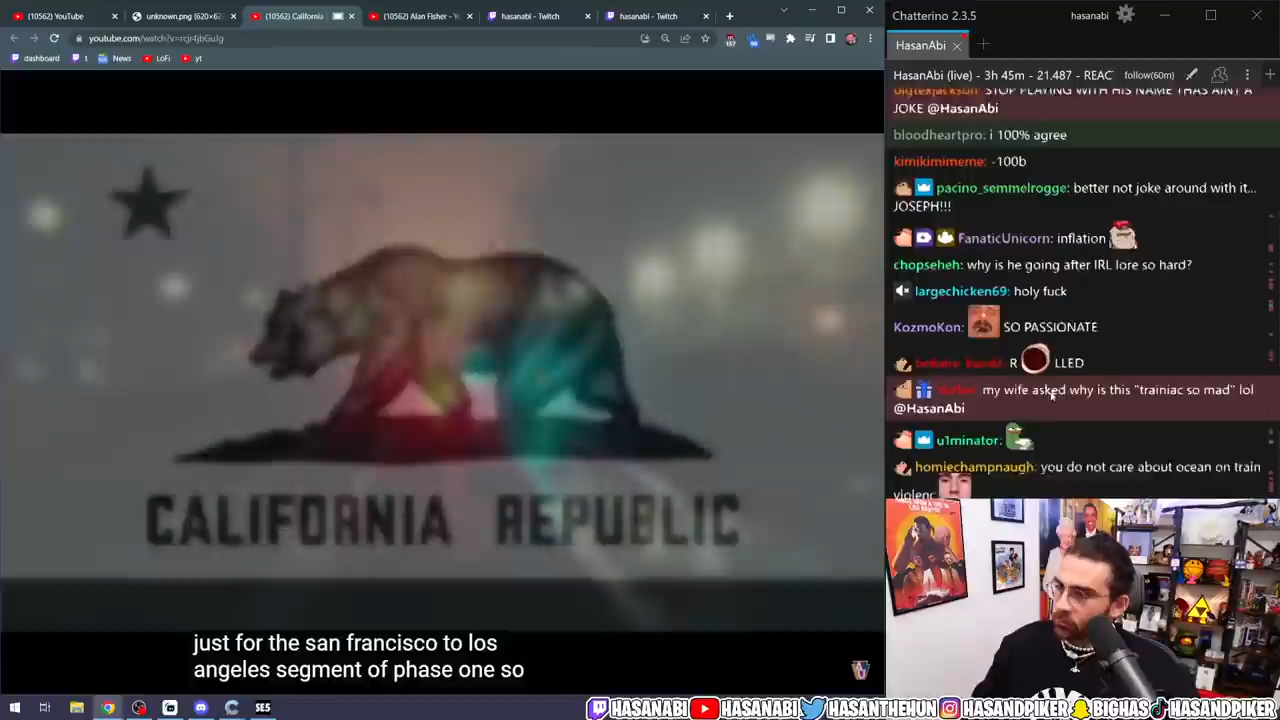 (10562) YouTube
unknown.png (620×62
(10562) California
(10562) Alan Fisher - Y
hasanabi - Twitch
hasanabi - Twitch
youtube.com/watch?v=rcjr4jbGuJg
157
dashboard
t
News
LoFi
yt
CALIFORNIA REPUBLIC
just for the san francisco to los
angeles segment of phase one so
Chatterino 2.3.5
hasanabi
HasanAbi
HasanAbi (live) - 3h 45m - 21.487 - REAC
follow(60m)
bigtexjackson: STOP PLAYING WITH HIS NAME THAS AINT A
JOKE @HasanAbi
bloodheartpro: i 100% agree
kimikimimeme: -100b
pacino_semmelrogge: better not joke around with it...
JOSEPH!!!
FanaticUnicorn: inflation
chopseheh: why is he going after IRL lore so hard?
largechicken69: holy fuck
KozmoKon: SO PASSIONATE
R LLED
my wife asked why is this "trainiac so mad" lol
@HasanAbi
u1minator:
homiechampnaugh: you do not care about ocean on train
violenc
SE5
HASANABI HASANABI HASANTHEHUN HASANDPIKER BIGHAS HASANDPIKER